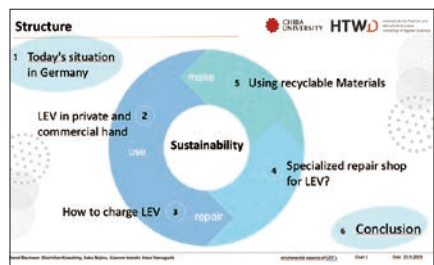 Structure
CHIBA
UNIVERSITY
HTWD
1 Today's situation
in Germany
make
5 Using recyclable Materials
LEV in private and 2
commercial hand
use
Sustainability
4 Specialized repair shop
for LEV?
How to charge LEV 3
repair
6 Conclusion